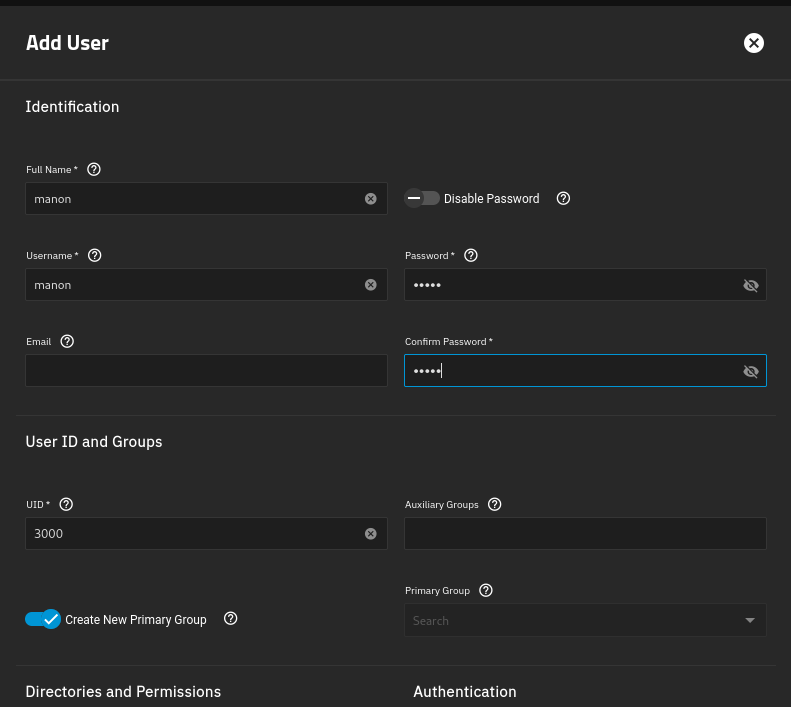 Add User
Identification
Full Name *
manon
Disable Password
Username *
manon
Password *
•••••
Email
Confirm Password *
•••••
User ID and Groups
UID *
3000
Auxiliary Groups
Create New Primary Group
Primary Group
Search
Directories and Permissions
Authentication